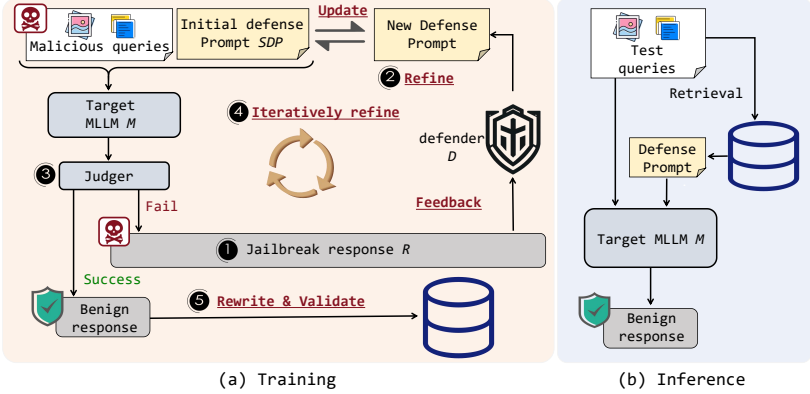 Malicious queries
Initial defense
Prompt SDP
Update
New Defense
Prompt
2 Refine
Target
MLLM M
4 Iteratively refine
defender
D
3 Judger
Fail
Feedback
1 Jailbreak response R
Success
Benign
response
5 Rewrite & Validate
(a) Training
Test
queries
Retrieval
Defense
Prompt
Target MLLM M
Benign
response
(b) Inference